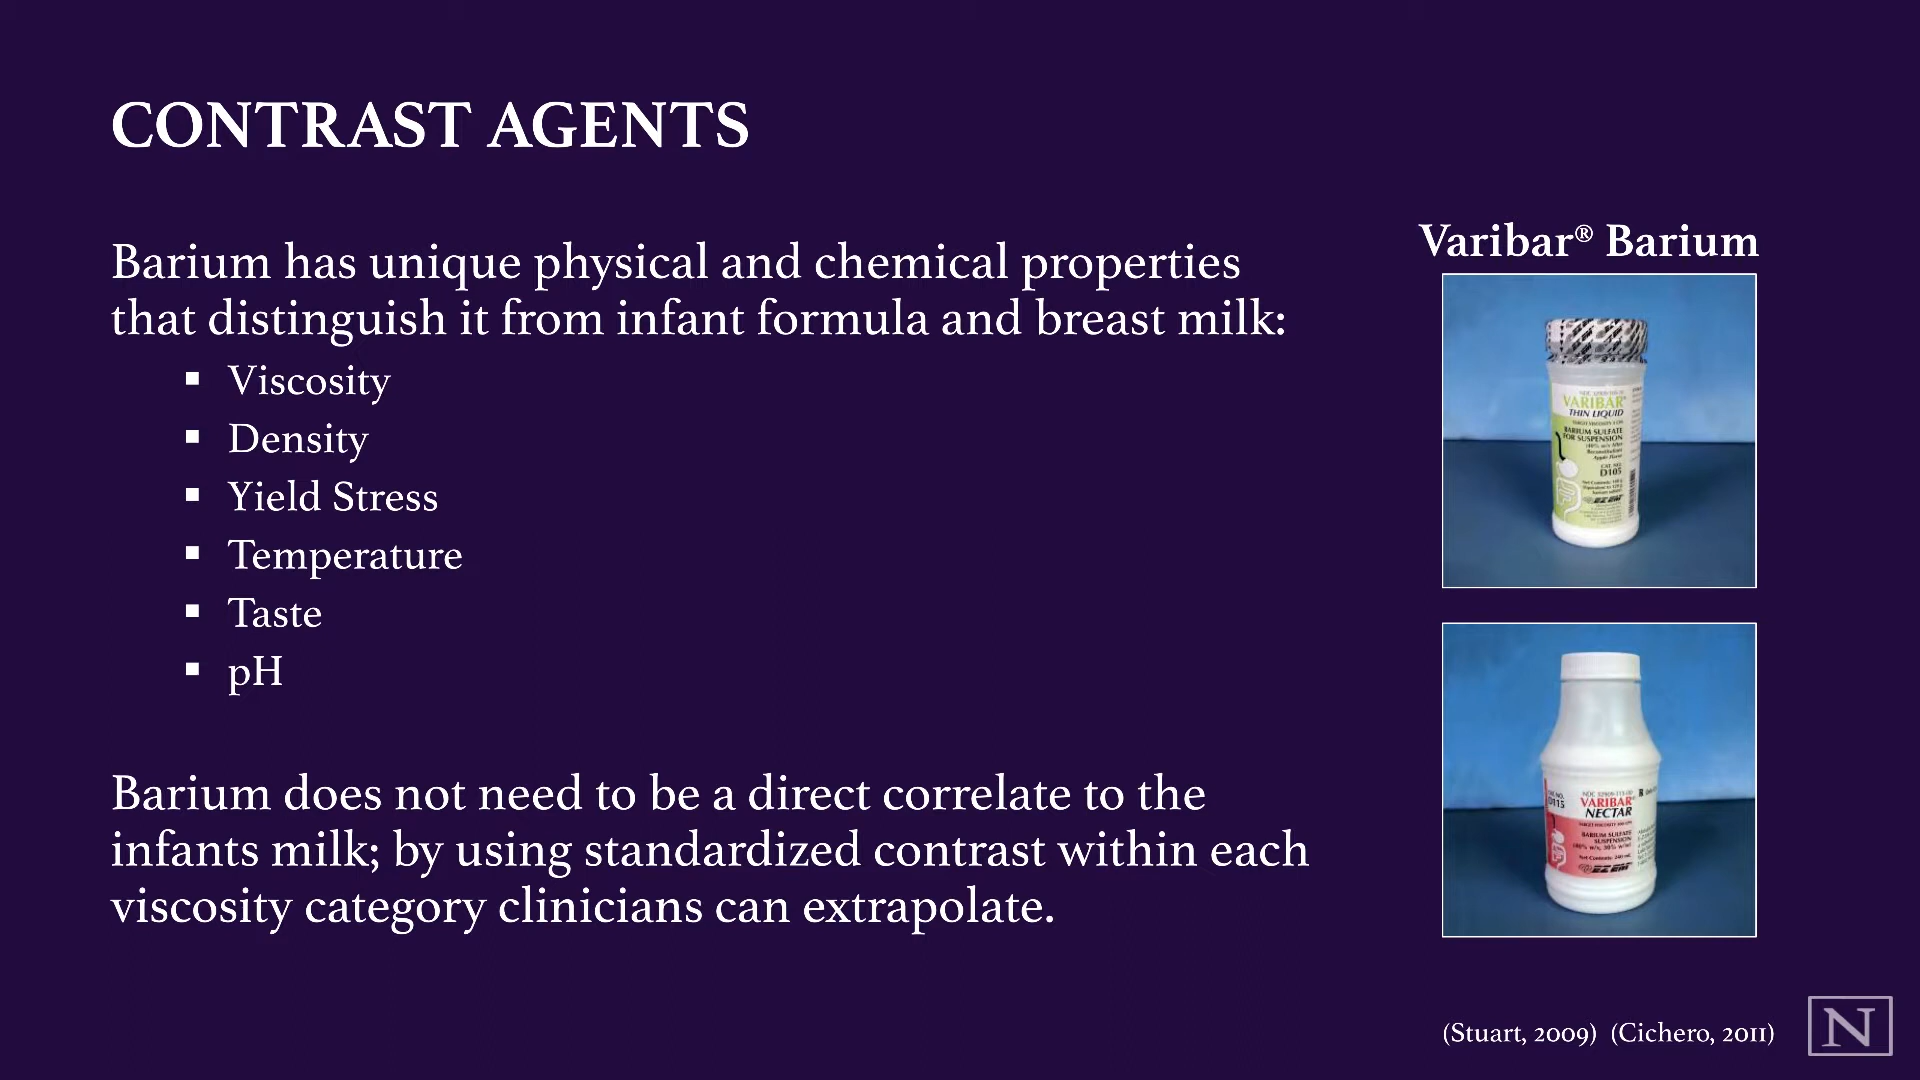 CONTRAST AGENTS
Barium has unique physical and chemical properties
that distinguish it from infant formula and breast milk:
▪ Viscosity
▪ Density
▪ Yield Stress
▪ Temperature
▪ Taste
▪ pH
Barium does not need to be a direct correlate to the
infants milk; by using standardized contrast within each
viscosity category clinicians can extrapolate.
Varibar® Barium
VARIBAR®
THIN LIQUID
BARIUM SULFATE
FOR SUSPENSION
D105
VARIBAR®
NECTAR
BARIUM SULFATE
SUSPENSION
(Stuart, 2009) (Cichero, 2011)
N